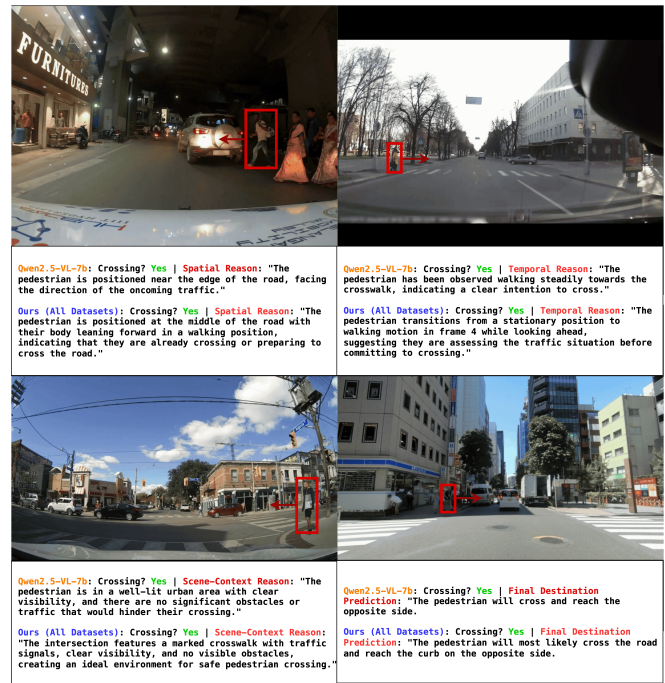 FURNITURES
Qwen2.5-VL-7b: Crossing? Yes | Spatial Reason: "The
pedestrian is positioned near the edge of the road, facing
the direction of the oncoming traffic."
Ours (All Datasets): Crossing? Yes | Spatial Reason: "The
pedestrian is positioned at the middle of the road with
their body leaning forward in a walking position,
indicating that they are already crossing or preparing to
cross the road."
Qwen2.5-VL-7b: Crossing? Yes | Temporal Reason: "The
pedestrian has been observed walking steadily towards the
crosswalk, indicating a clear intention to cross."
Ours (All Datasets): Crossing? Yes | Temporal Reason: "The
pedestrian transitions from a stationary position to
walking motion in frame 4 while looking ahead,
suggesting they are assessing the traffic situation before
committing to crossing."
Qwen2.5-VL-7b: Crossing? Yes | Scene-Context Reason: "The
pedestrian is in a well-lit urban area with clear
visibility, and there are no significant obstacles or
traffic that would hinder their crossing."
Ours (All Datasets): Crossing? Yes | Scene-Context Reason:
"The intersection features a marked crosswalk with traffic
signals, clear visibility, and no visible obstacles,
creating an ideal environment for safe pedestrian crossing."
Qwen2.5-VL-7b: Crossing? Yes | Final Destination
Prediction: "The pedestrian will cross and reach the
opposite side.
Ours (All Datasets): Crossing? Yes | Final Destination
Prediction: "The pedestrian will most likely cross the road
and reach the curb on the opposite side.